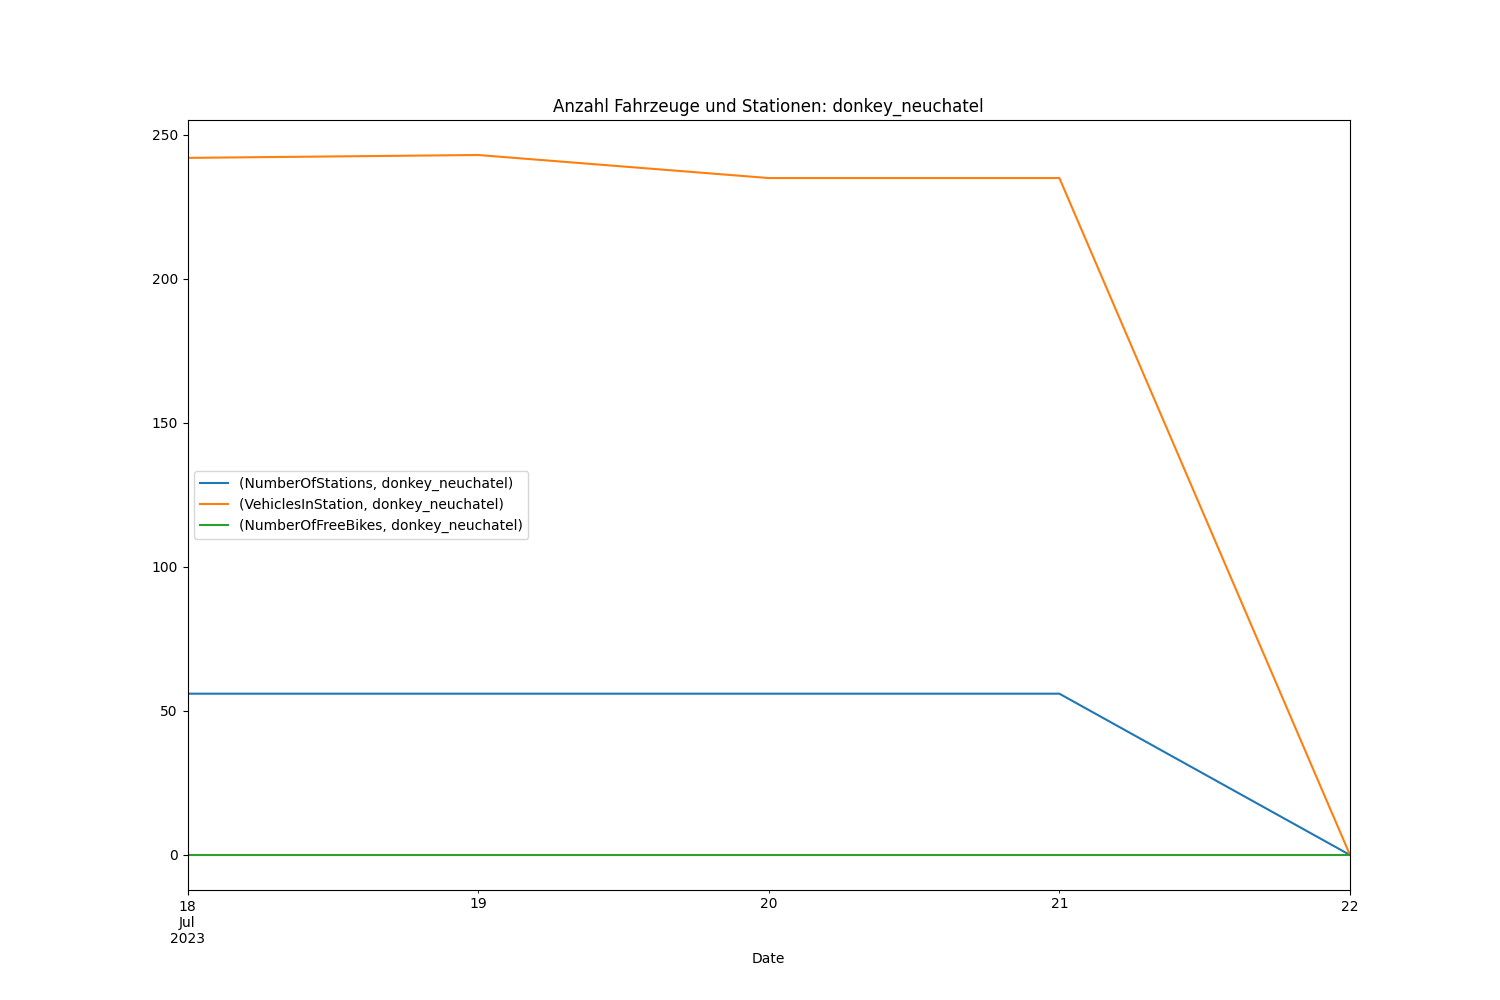 Anzahl Fahrzeuge und Stationen: donkey_neuchatel
250
200
150
100
50
0
(NumberOfStations, donkey_neuchatel)
(VehiclesInStation, donkey_neuchatel)
(NumberOfFreeBikes, donkey_neuchatel)
18 19 20 21 22
Jul
2023
Date